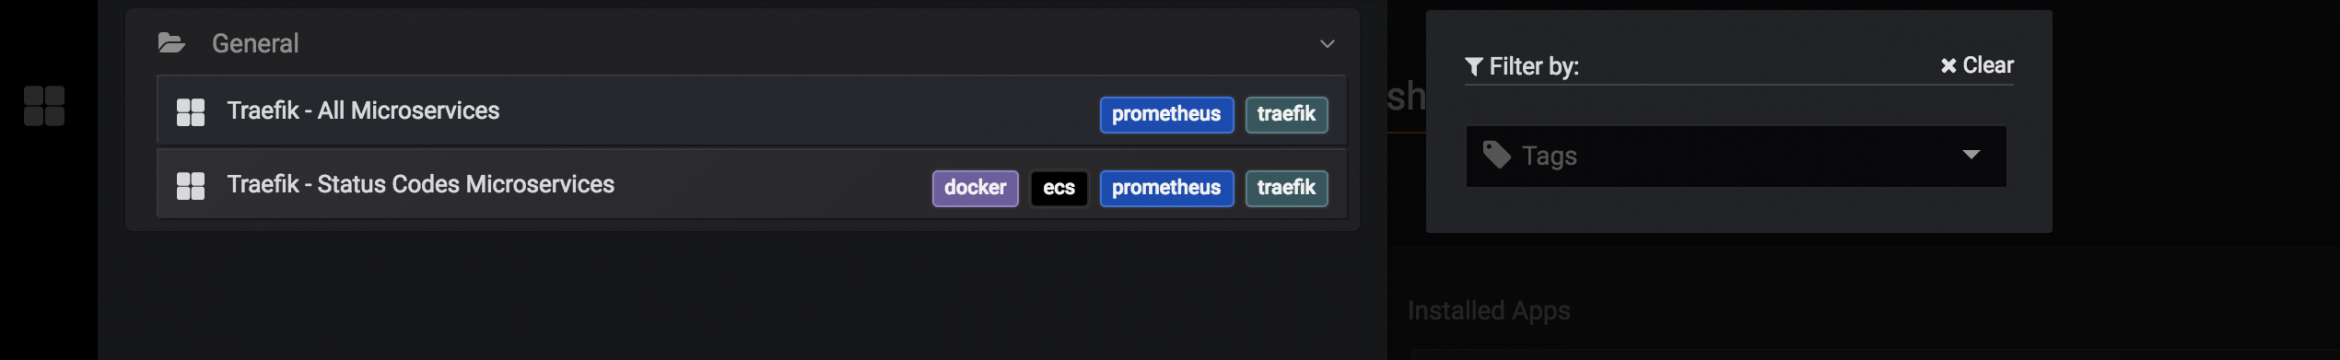 General
Traefik - All Microservices
prometheus traefik
Traefik - Status Codes Microservices
docker ecs prometheus traefik
sh
Filter by:
Clear
Tags
Installed Apps